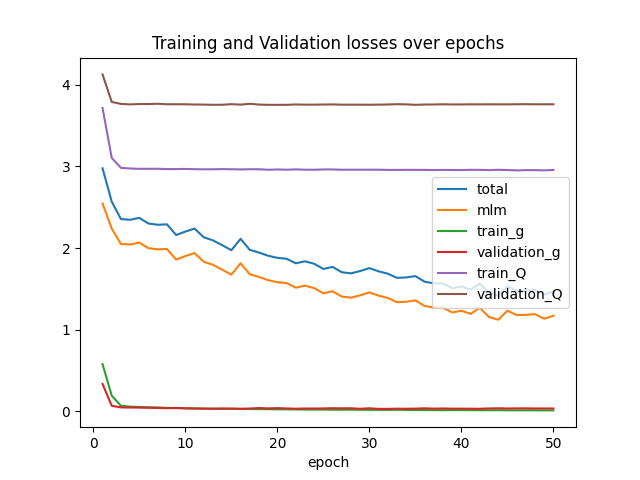 Training and Validation losses over epochs
4
3
2
1
0
total
mlm
train_g
validation_g
train_Q
validation_Q
0 10 20 30 40 50
epoch